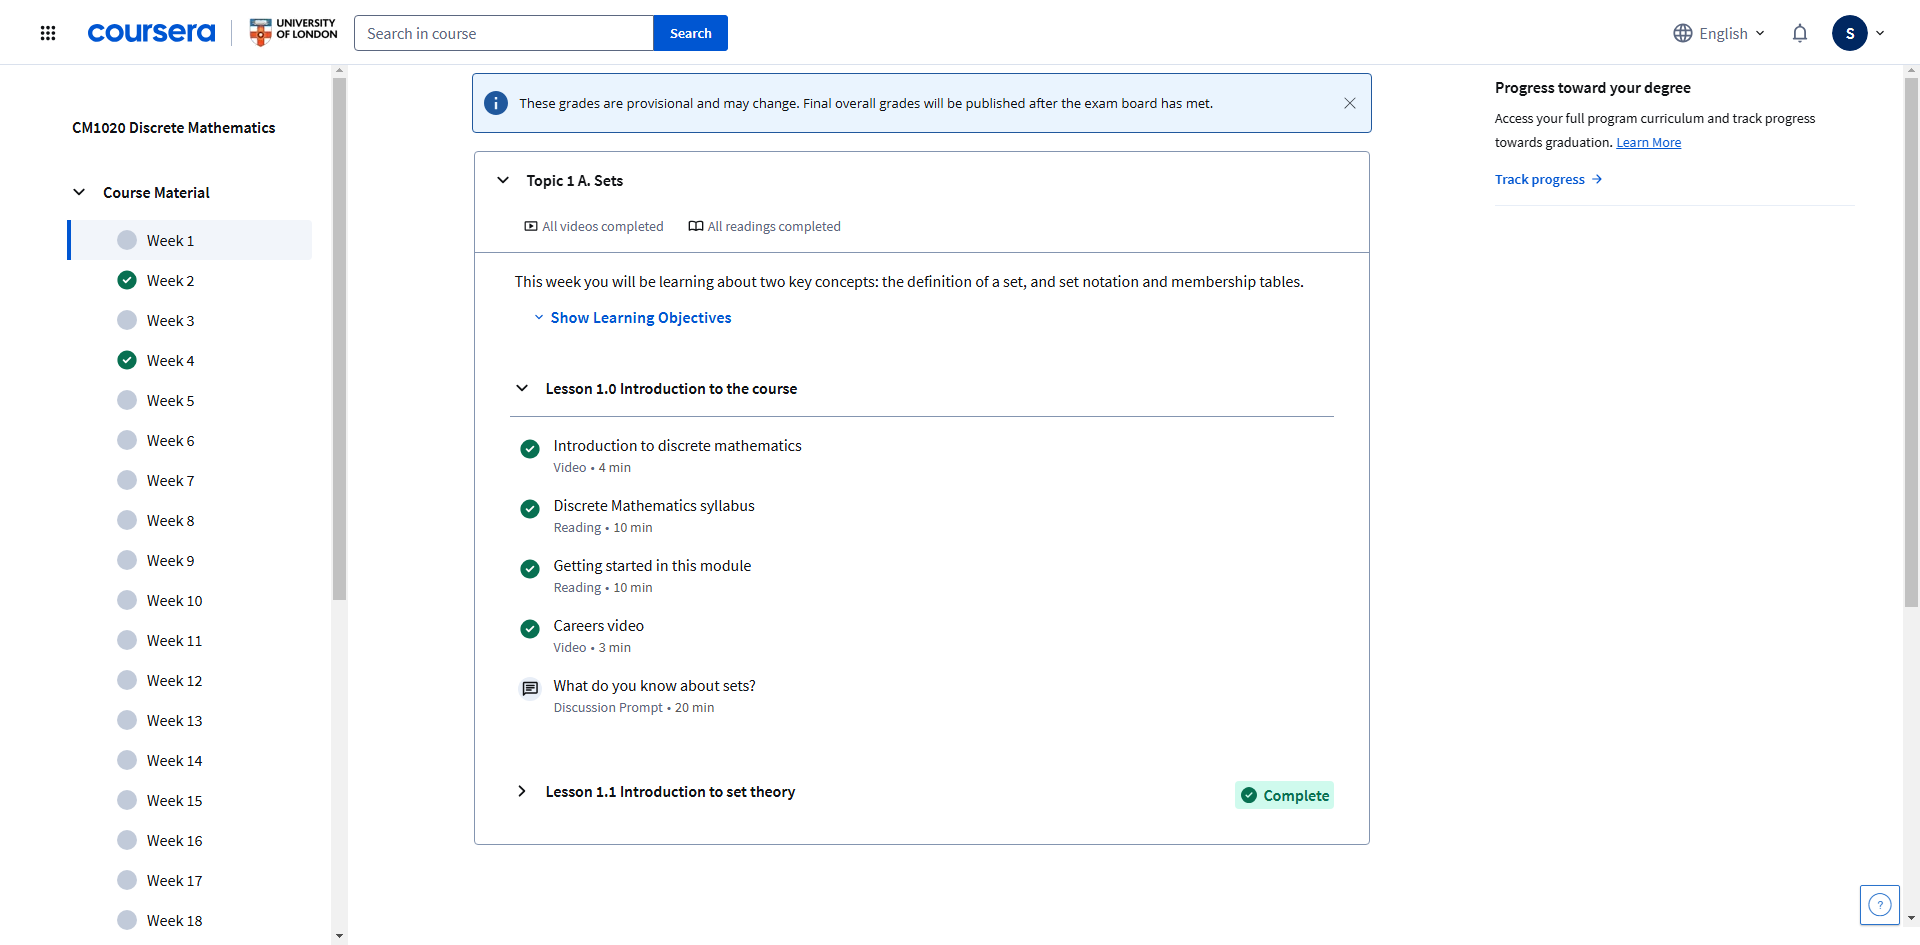 coursera
UNIVERSITY
OF LONDON
Search in course
Search
English
S
CM1020 Discrete Mathematics
Course Material
Week 1
Week 2
Week 3
Week 4
Week 5
Week 6
Week 7
Week 8
Week 9
Week 10
Week 11
Week 12
Week 13
Week 14
Week 15
Week 16
Week 17
Week 18
These grades are provisional and may change. Final overall grades will be published after the exam board has met.
Topic 1 A. Sets
All videos completed
All readings completed
This week you will be learning about two key concepts: the definition of a set, and set notation and membership tables.
Show Learning Objectives
Lesson 1.0 Introduction to the course
Introduction to discrete mathematics
Video • 4 min
Discrete Mathematics syllabus
Reading • 10 min
Getting started in this module
Reading • 10 min
Careers video
Video • 3 min
What do you know about sets?
Discussion Prompt • 20 min
Lesson 1.1 Introduction to set theory
Complete
Progress toward your degree
Access your full program curriculum and track progress
towards graduation. Learn More
Track progress →
?